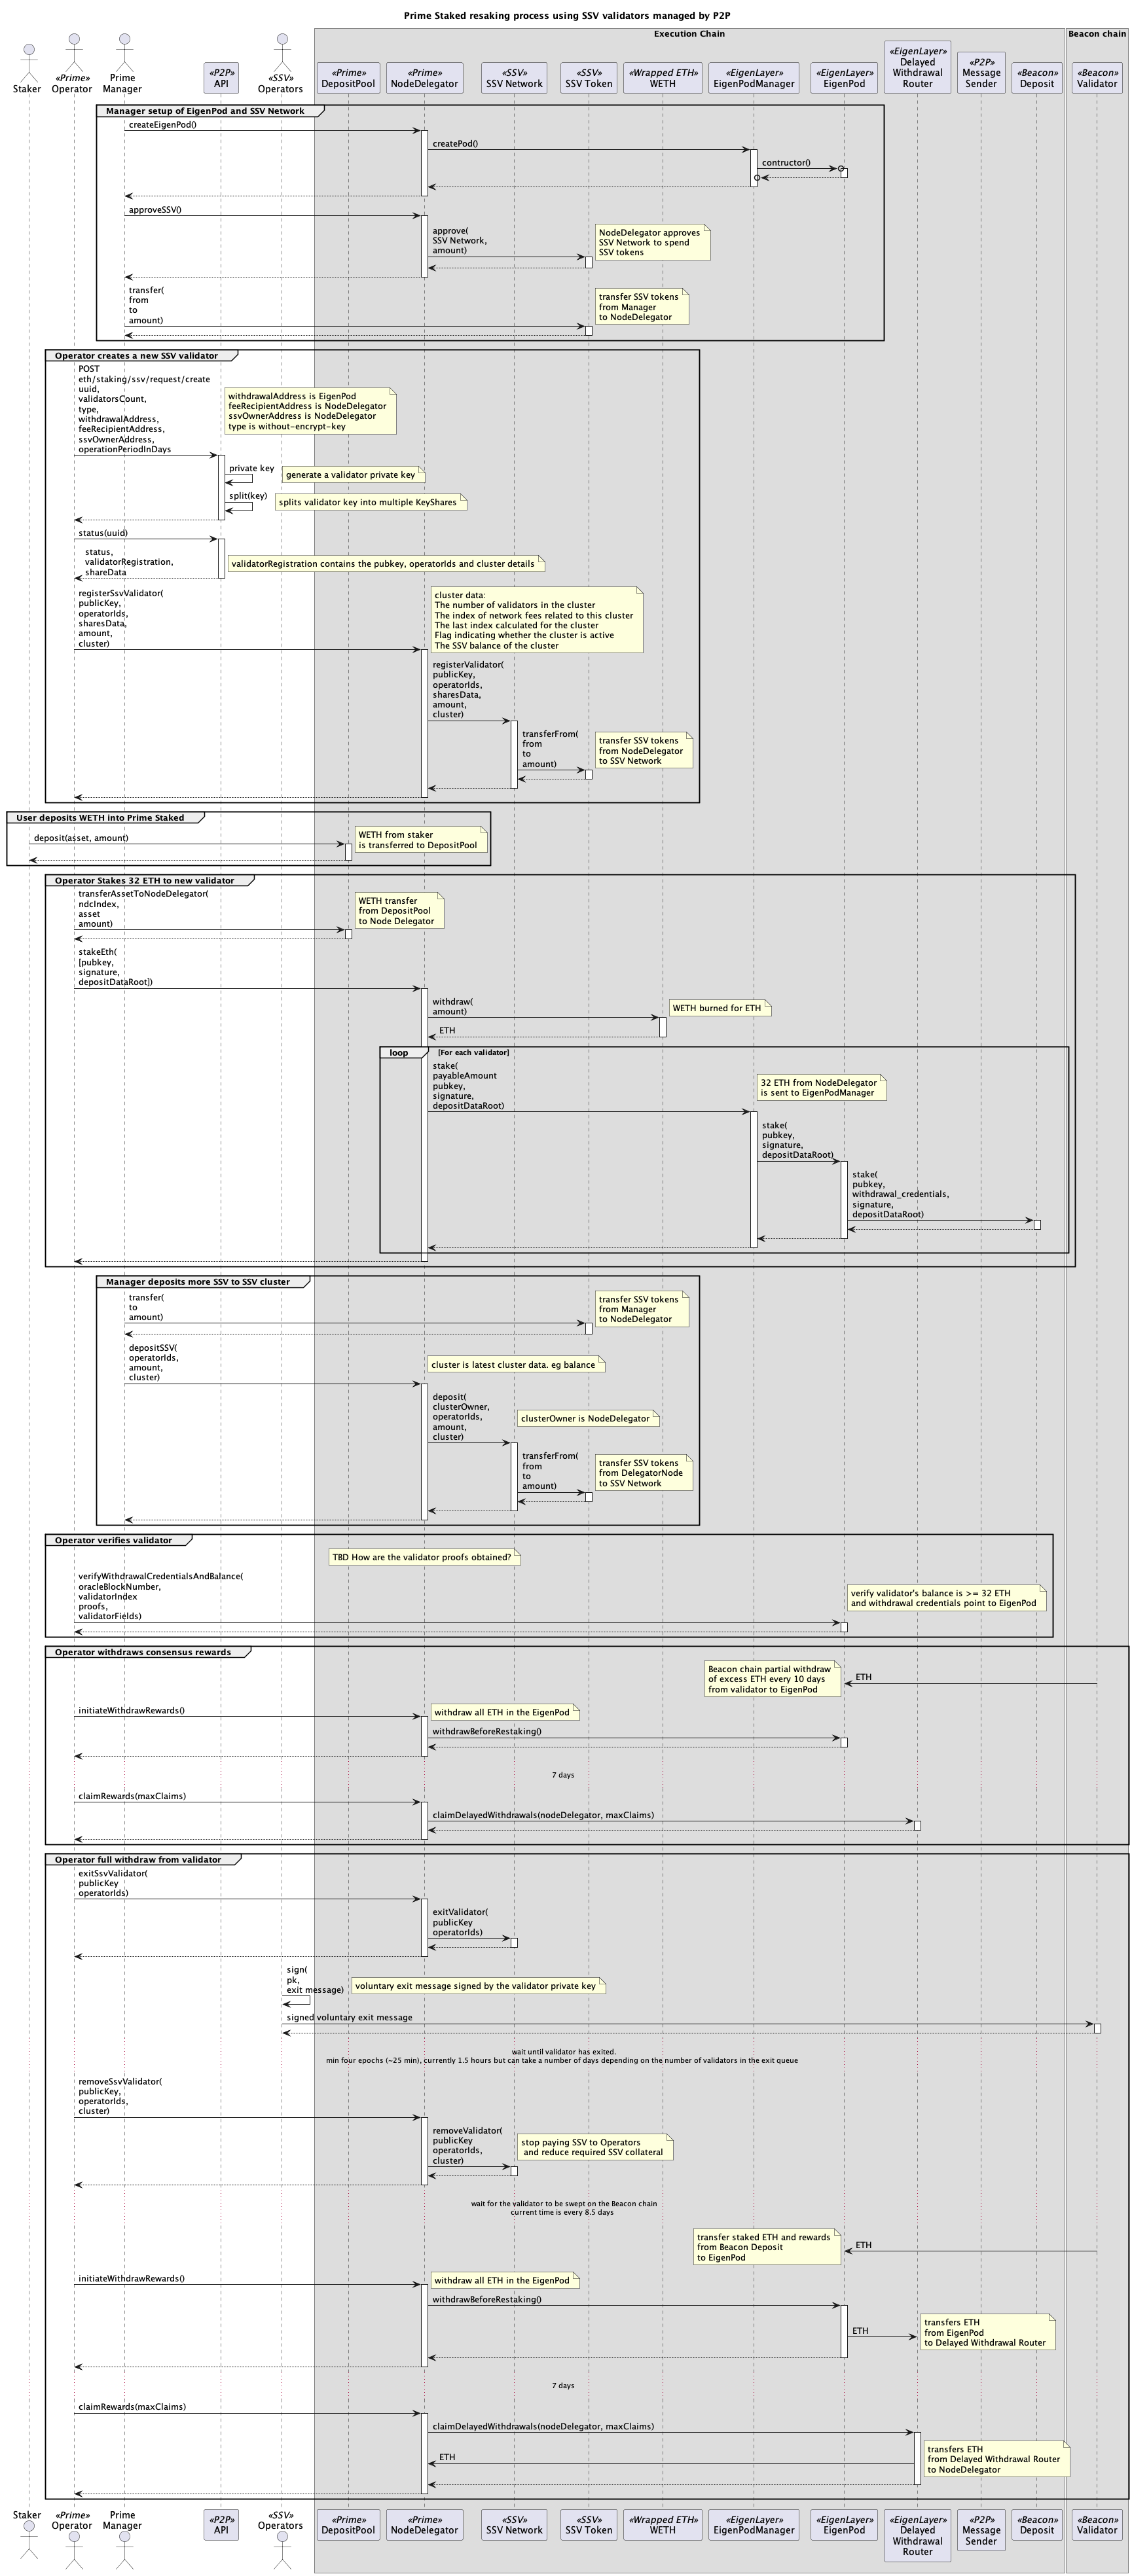 Prime Staked resaking process using SSV validators managed by P2P
Execution Chain
Beacon chain
Staker
«Prime»
Operator
Prime
Manager
«P2P»
API
«SSV»
Operators
«Prime»
DepositPool
«Prime»
NodeDelegator
«SSV»
SSV Network
«SSV»
SSV Token
«Wrapped ETH»
WETH
«EigenLayer»
EigenPodManager
«EigenLayer»
EigenPod
«EigenLayer»
Delayed
Withdrawal
Router
«P2P»
Message
Sender
«Beacon»
Deposit
«Beacon»
Validator
Manager setup of EigenPod and SSV Network
createEigenPod()
createPod()
contructor()
approveSSV()
approve(
SSV Network,
amount)
NodeDelegator approves
SSV Network to spend
SSV tokens
transfer(
from
to
amount)
transfer SSV tokens
from Manager
to NodeDelegator
Operator creates a new SSV validator
POST
eth/staking/ssv/request/create
uuid,
validatorsCount,
type,
withdrawalAddress,
feeRecipientAddress,
ssvOwnerAddress,
operationPeriodInDays
withdrawalAddress is EigenPod
feeRecipientAddress is NodeDelegator
ssvOwnerAddress is NodeDelegator
type is without-encrypt-key
private key
generate a validator private key
split(key)
splits validator key into multiple KeyShares
status(uuid)
status,
validatorRegistration,
shareData
validatorRegistration contains the pubkey, operatorIds and cluster details
registerSsvValidator(
publicKey,
operatorIds,
sharesData,
amount,
cluster)
cluster data:
The number of validators in the cluster
The index of network fees related to this cluster
The last index calculated for the cluster
Flag indicating whether the cluster is active
The SSV balance of the cluster
registerValidator(
publicKey,
operatorIds,
sharesData,
amount,
cluster)
transferFrom(
from
to
amount)
transfer SSV tokens
from NodeDelegator
to SSV Network
User deposits WETH into Prime Staked
deposit(asset, amount)
WETH from staker
is transferred to DepositPool
Operator Stakes 32 ETH to new validator
transferAssetToNodeDelegator(
ndcIndex,
asset
amount)
WETH transfer
from DepositPool
to Node Delegator
stakeEth(
[pubkey,
signature,
depositDataRoot])
withdraw(
amount)
WETH burned for ETH
ETH
loop
[For each validator]
stake(
payableAmount
pubkey,
signature,
depositDataRoot)
32 ETH from NodeDelegator
is sent to EigenPodManager
stake(
pubkey,
signature,
depositDataRoot)
stake(
pubkey,
withdrawal_credentials,
signature,
depositDataRoot)
Manager deposits more SSV to SSV cluster
transfer(
to
amount)
transfer SSV tokens
from Manager
to NodeDelegator
depositSSV(
operatorIds,
amount,
cluster)
cluster is latest cluster data. eg balance
deposit(
clusterOwner,
operatorIds,
amount,
cluster)
clusterOwner is NodeDelegator
transferFrom(
from
to
amount)
transfer SSV tokens
from DelegatorNode
to SSV Network
Operator verifies validator
TBD How are the validator proofs obtained?
verifyWithdrawalCredentialsAndBalance(
oracleBlockNumber,
validatorIndex
proofs,
validatorFields)
verify validator's balance is >= 32 ETH
and withdrawal credentials point to EigenPod
Operator withdraws consensus rewards
Beacon chain partial withdraw
of excess ETH every 10 days
from validator to EigenPod
ETH
initiateWithdrawRewards()
withdraw all ETH in the EigenPod
withdrawBeforeRestaking()
7 days
claimRewards(maxClaims)
claimDelayedWithdrawals(nodeDelegator, maxClaims)
Operator full withdraw from validator
exitSsvValidator(
publicKey
operatorIds)
exitValidator(
publicKey
operatorIds)
sign(
pk,
exit message)
voluntary exit message signed by the validator private key
signed voluntary exit message
wait until validator has exited.
min four epochs (~25 min), currently 1.5 hours but can take a number of days depending on the number of validators in the exit queue
removeSsvValidator(
publicKey,
operatorIds,
cluster)
removeValidator(
publicKey
operatorIds,
cluster)
stop paying SSV to Operators
and reduce required SSV collateral
wait for the validator to be swept on the Beacon chain
current time is every 8.5 days
transfer staked ETH and rewards
from Beacon Deposit
to EigenPod
ETH
initiateWithdrawRewards()
withdraw all ETH in the EigenPod
withdrawBeforeRestaking()
ETH
transfers ETH
from EigenPod
to Delayed Withdrawal Router
7 days
claimRewards(maxClaims)
claimDelayedWithdrawals(nodeDelegator, maxClaims)
ETH
transfers ETH
from Delayed Withdrawal Router
to NodeDelegator
Staker
«Prime»
Operator
Prime
Manager
«P2P»
API
«SSV»
Operators
«Prime»
DepositPool
«Prime»
NodeDelegator
«SSV»
SSV Network
«SSV»
SSV Token
«Wrapped ETH»
WETH
«EigenLayer»
EigenPodManager
«EigenLayer»
EigenPod
«EigenLayer»
Delayed
Withdrawal
Router
«P2P»
Message
Sender
«Beacon»
Deposit
«Beacon»
Validator